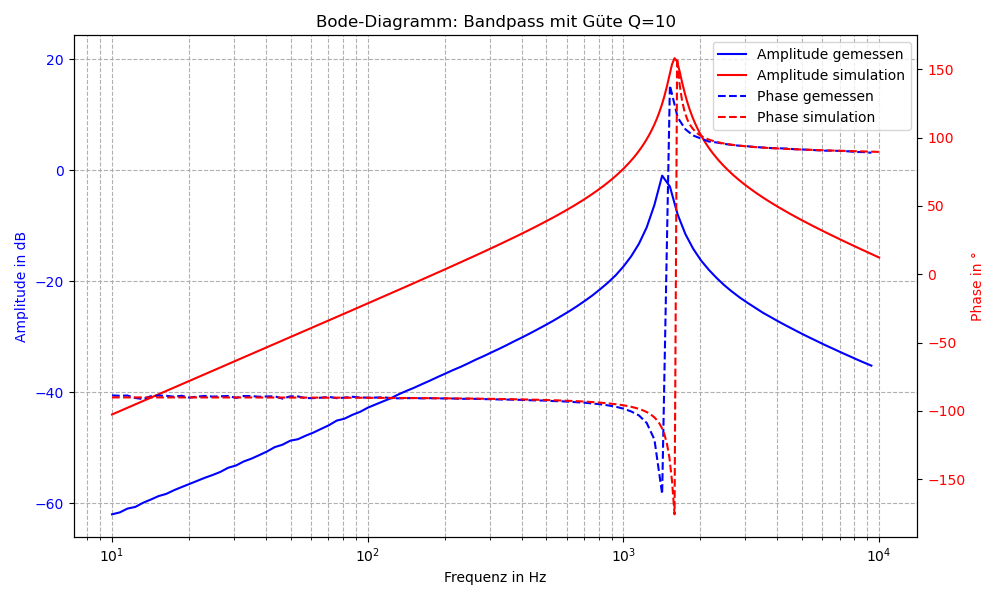 Bode-Diagramm: Bandpass mit Güte Q=10
Amplitude gemessen
Amplitude simulation
Phase gemessen
Phase simulation
20
0
−20
−40
−60
Amplitude in dB
150
100
50
0
−50
−100
−150
Phase in °
10¹
10²
10³
10⁴
Frequenz in Hz